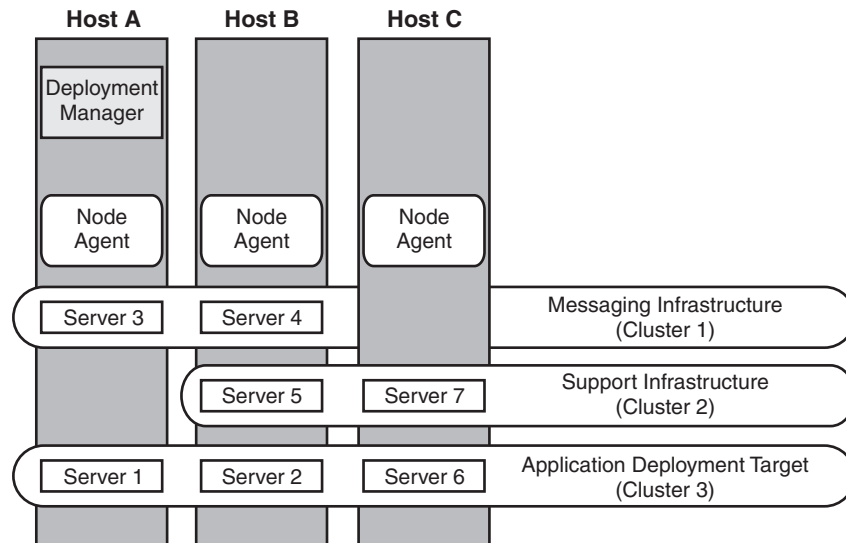 Host A
Host B
Host C
Deployment
Manager
Node
Agent
Node
Agent
Node
Agent
Server 3
Server 4
Messaging Infrastructure
(Cluster 1)
Server 5
Server 7
Support Infrastructure
(Cluster 2)
Server 1
Server 2
Server 6
Application Deployment Target
(Cluster 3)